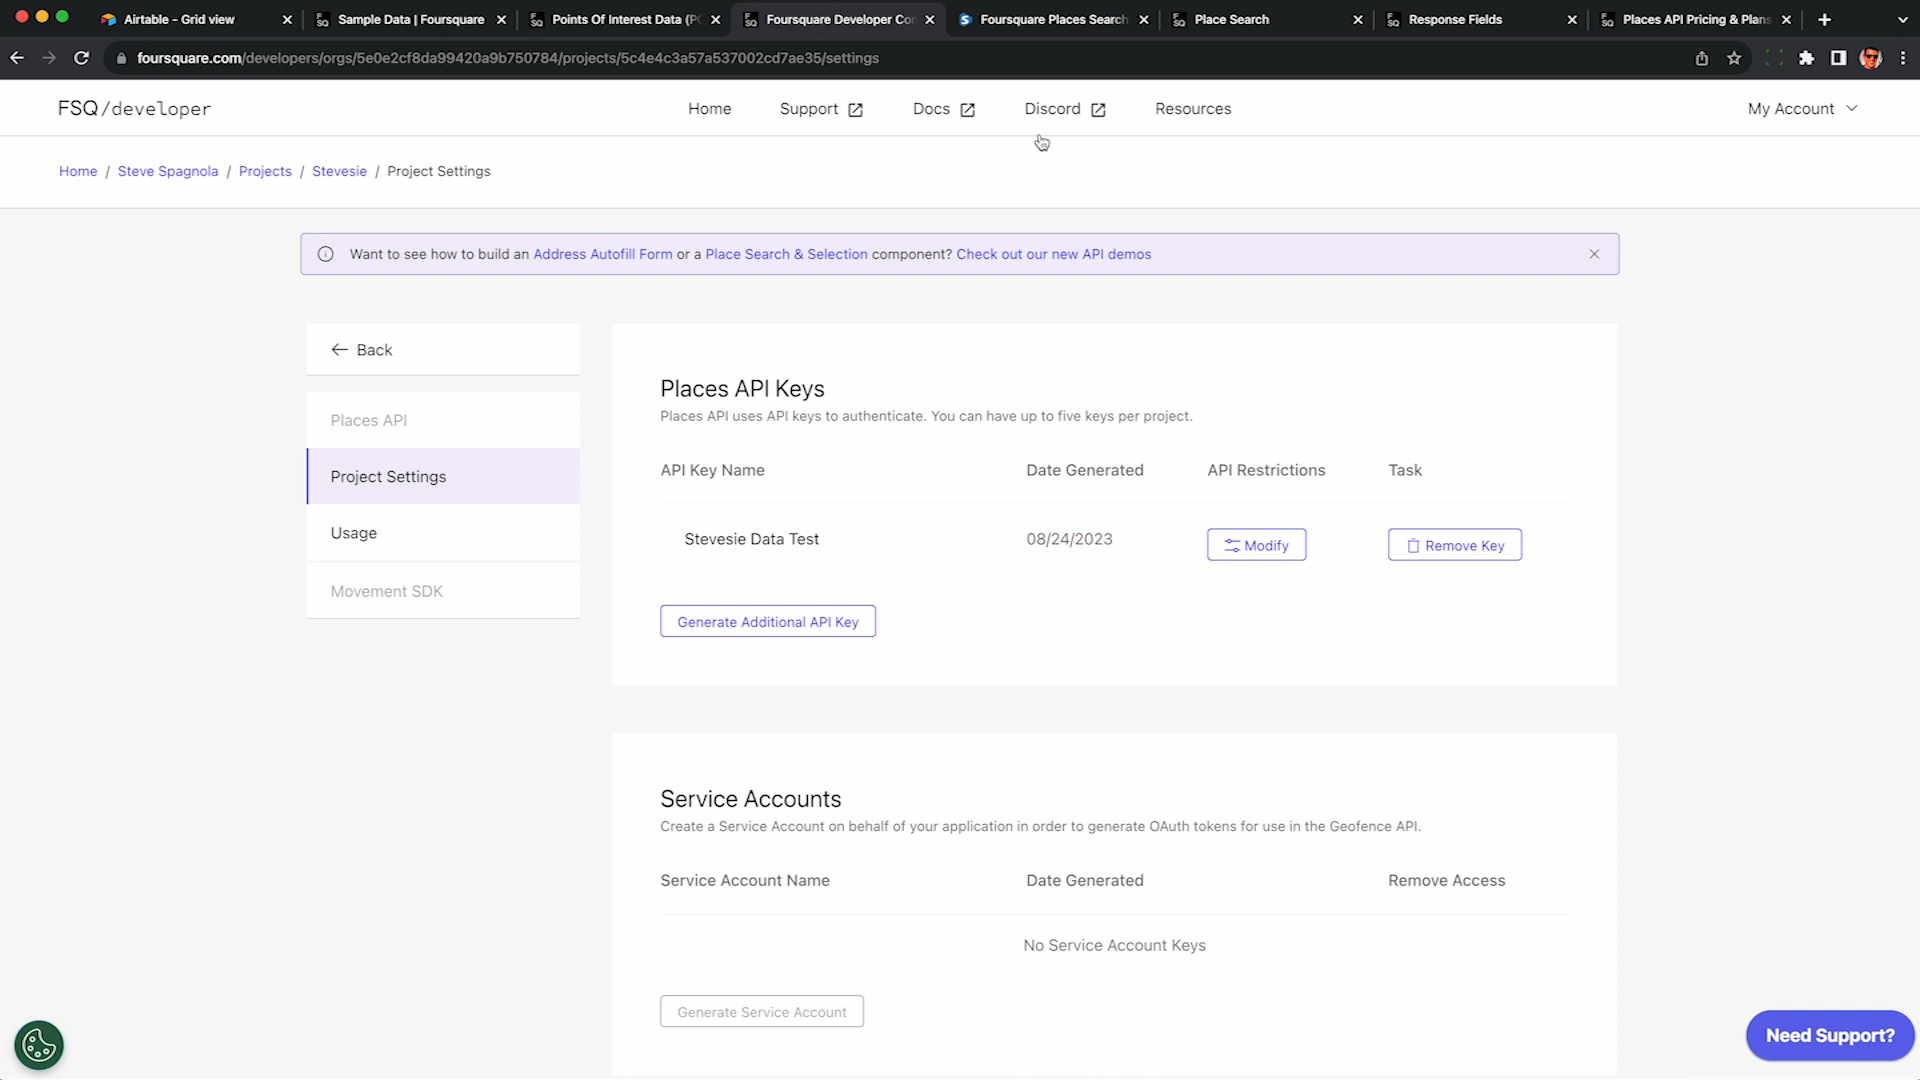 Airtable - Grid view
Sample Data | Foursquare
Points Of Interest Data (PO
Foursquare Developer Con
Foursquare Places Search
Place Search
Response Fields
Places API Pricing & Plans
foursquare.com/developers/orgs/5e0e2cf8da99420a9b750784/projects/5c4e4c3a57a537002cd7ae35/settings
FSQ/developer
Home
Support
Docs
Discord
Resources
My Account
Home / Steve Spagnola / Projects / Stevesie / Project Settings
Want to see how to build an Address Autofill Form or a Place Search & Selection component? Check out our new API demos
Back
Places API
Project Settings
Usage
Movement SDK
Places API Keys
Places API uses API keys to authenticate. You can have up to five keys per project.
API Key Name
Date Generated
API Restrictions
Task
Stevesie Data Test
08/24/2023
Modify
Remove Key
Generate Additional API Key
Service Accounts
Create a Service Account on behalf of your application in order to generate OAuth tokens for use in the Geofence API.
Service Account Name
Date Generated
Remove Access
No Service Account Keys
Generate Service Account
Need Support?